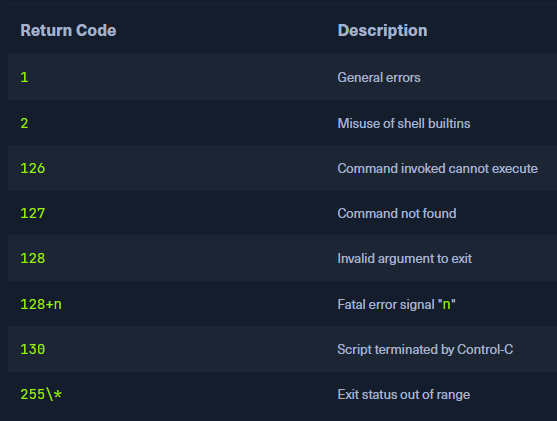 Return Code Description
1 General errors
2 Misuse of shell builtins
126 Command invoked cannot execute
127 Command not found
128 Invalid argument to exit
128+n Fatal error signal "n"
130 Script terminated by Control-C
255\* Exit status out of range